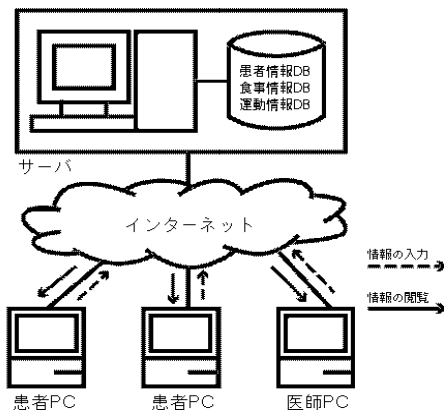 患者情報DB
食事情報DB
運動情報DB
サーバ
インターネット
情報の入力
情報の閲覧
患者PC
患者PC
医師PC